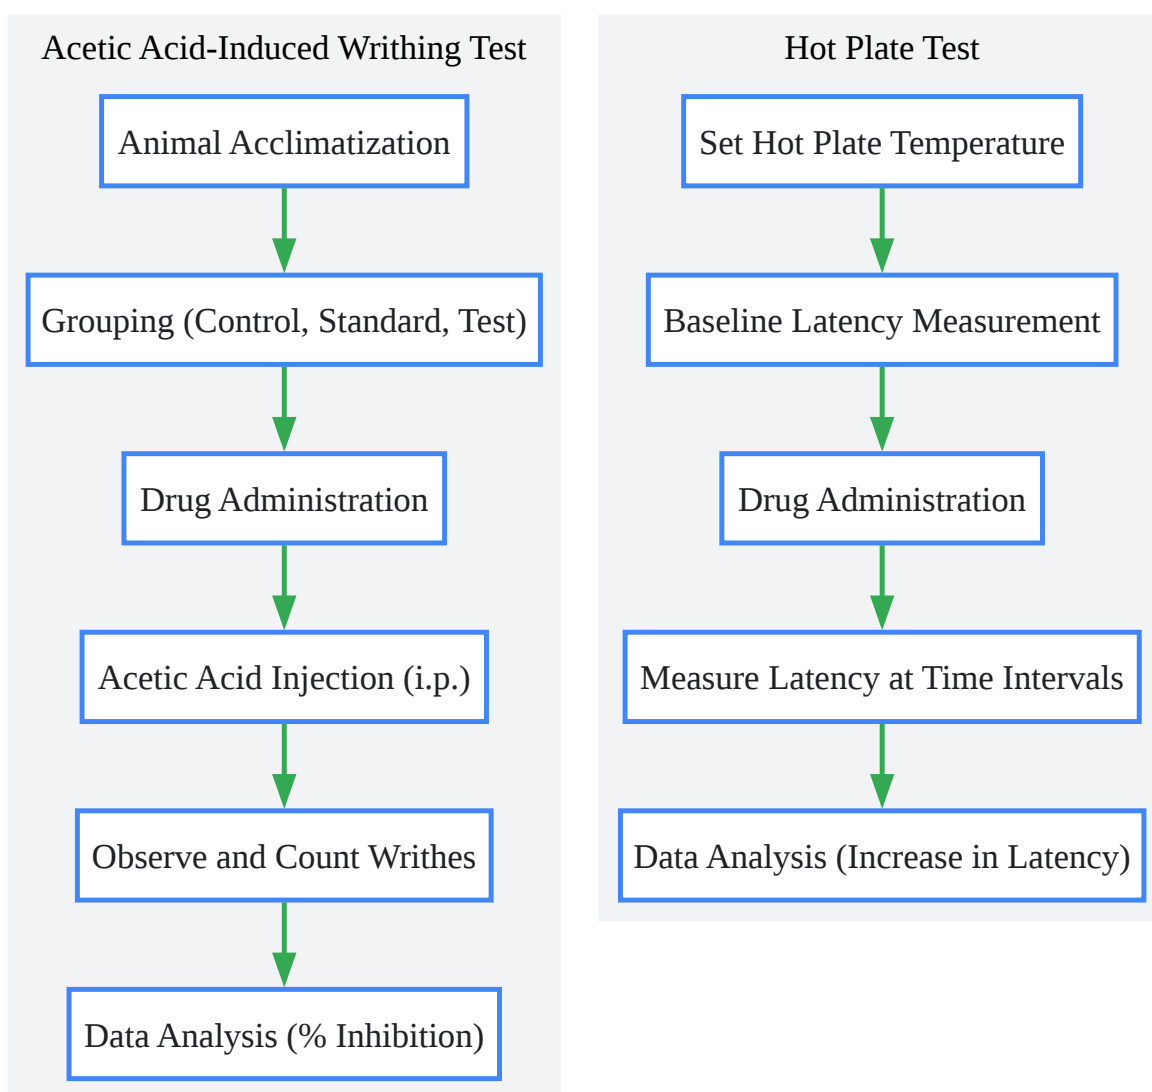 Acetic Acid-Induced Writhing Test
Animal Acclimatization
Grouping (Control, Standard, Test)
Drug Administration
Acetic Acid Injection (i.p.)
Observe and Count Writhes
Data Analysis (% Inhibition)
Hot Plate Test
Set Hot Plate Temperature
Baseline Latency Measurement
Drug Administration
Measure Latency at Time Intervals
Data Analysis (Increase in Latency)